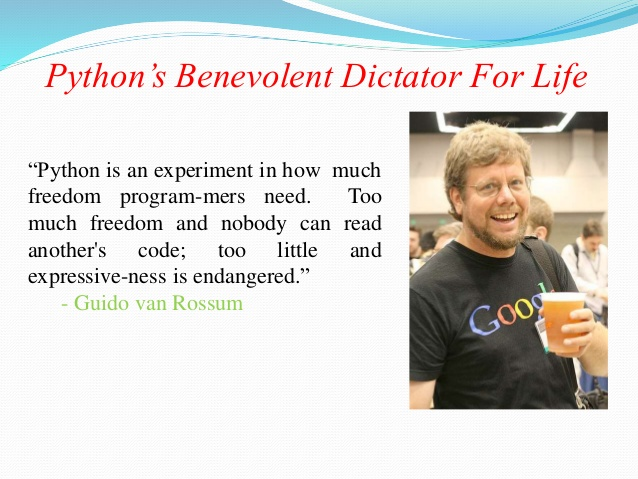 Python’s Benevolent Dictator For Life
“Python is an experiment in how much
freedom program-mers need. Too
much freedom and nobody can read
another's code; too little and
expressive-ness is endangered.”
- Guido van Rossum
Google